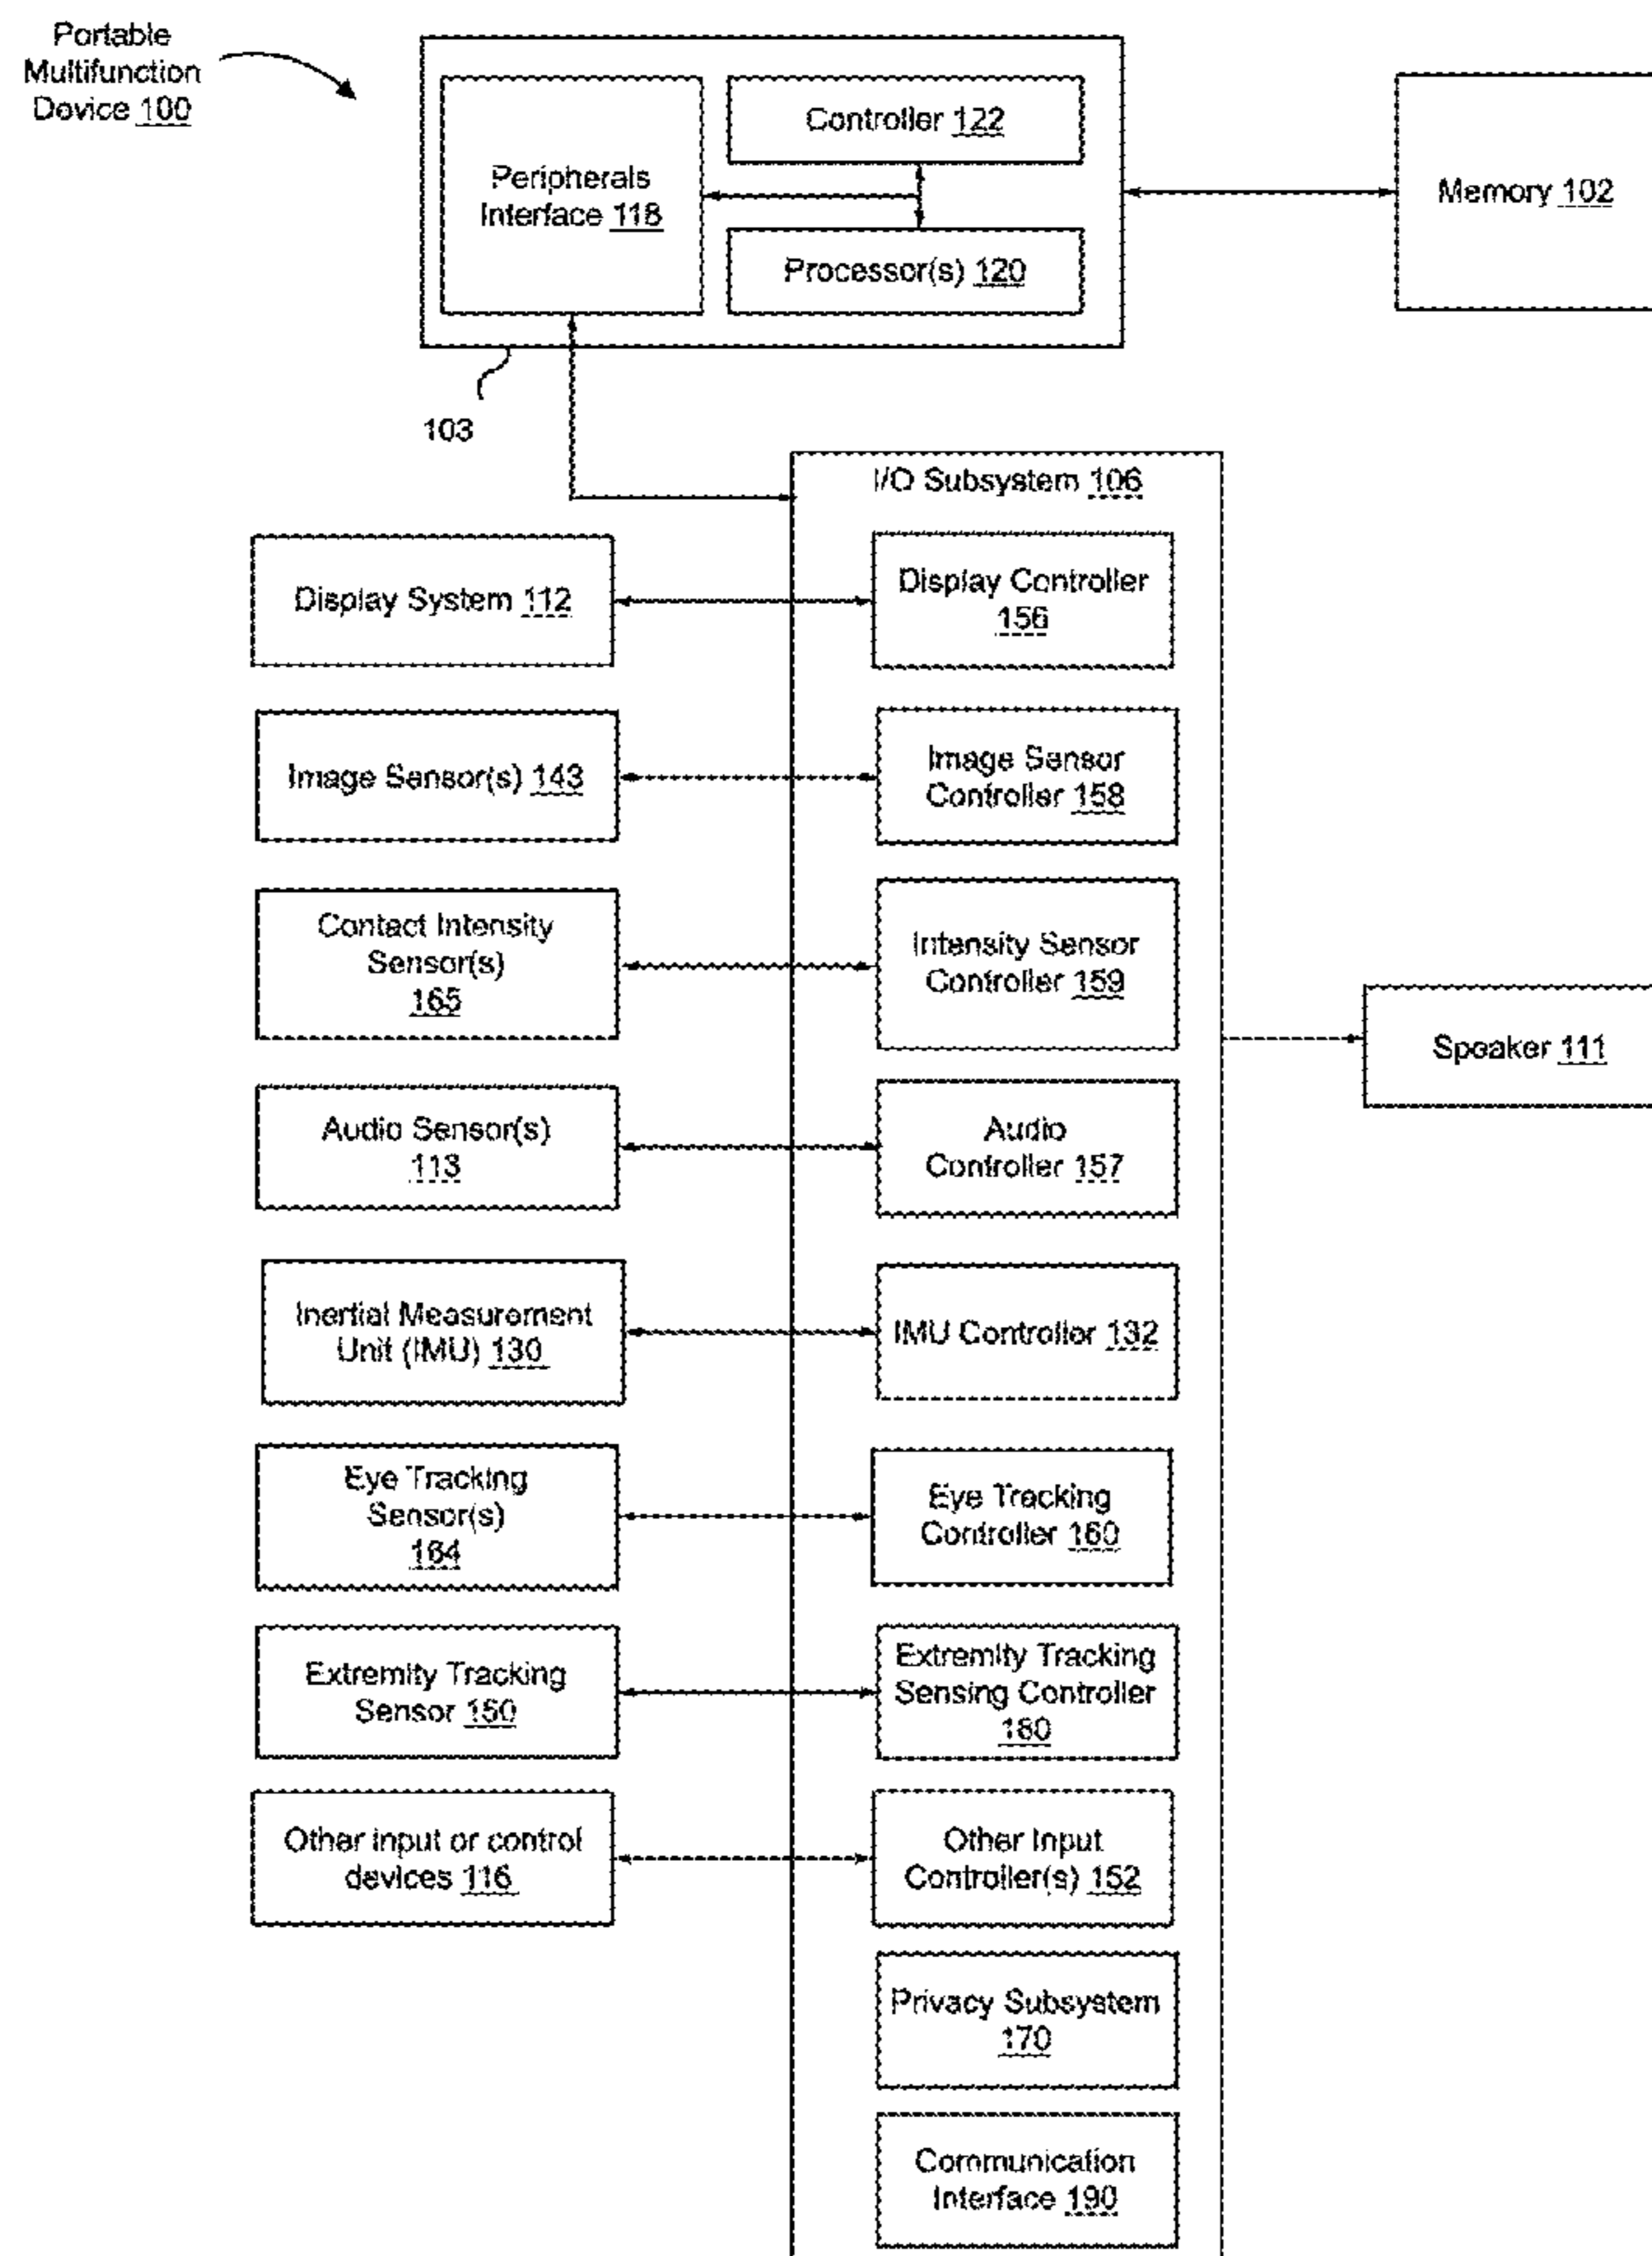 Portable
Multifunction
Device 100
Controller 122
Peripherals
Interface 118
Processor(s) 120
Memory 102
103
I/O Subsystem 106
Display System 112
Display Controller
156
Image Sensor(s) 143
Image Sensor
Controller 158
Contact Intensity
Sensor(s)
165
Intensity Sensor
Controller 159
Speaker 111
Audio Sensor(s)
113
Audio
Controller 157
Inertial Measurement
Unit (IMU) 130
IMU Controller 132
Eye Tracking
Sensor(s)
164
Eye Tracking
Controller 160
Extremity Tracking
Sensor 150
Extremity Tracking
Sensing Controller
180
Other input or control
devices 116
Other Input
Controller(s) 152
Privacy Subsystem
170
Communication
Interface 190